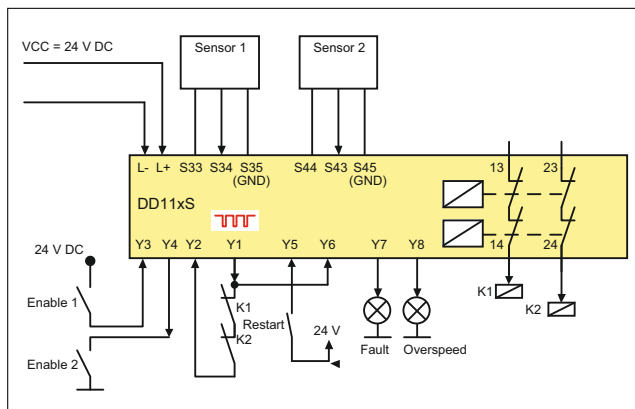 VCC = 24 V DC
Sensor 1
Sensor 2
L- L+ S33 S34 S35 S44 S43 S45 13 23
(GND) (GND)
DD11xS
Y3 Y4 Y2 Y1 Y5 Y6 Y7 Y8 14 24
24 V DC
Enable 1
Enable 2
K1
K2
Restart
24 V
Fault
Overspeed
K1
K2